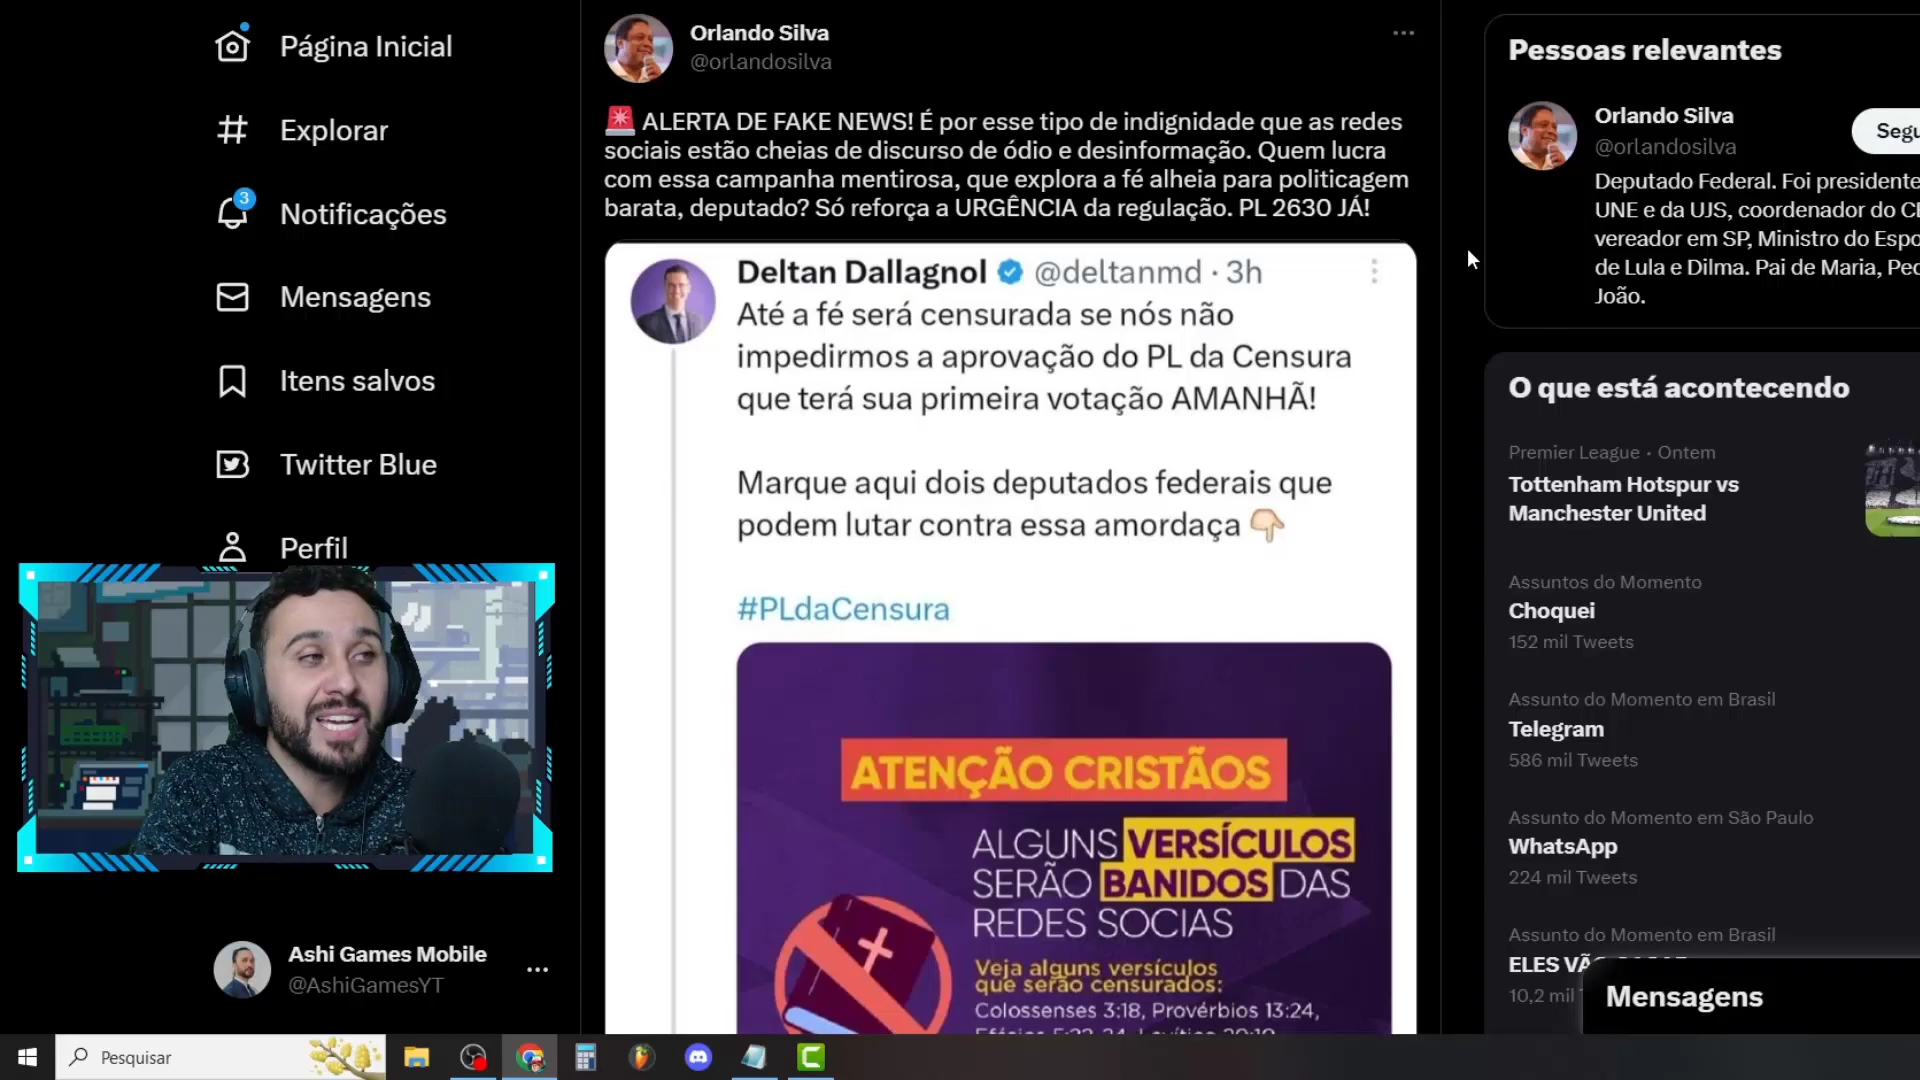 Página Inicial
Explorar
3
Notificações
Mensagens
Itens salvos
Twitter Blue
Perfil
Ashi Games Mobile
@AshiGamesYT
Orlando Silva
@orlandosilva
ALERTA DE FAKE NEWS! É por esse tipo de indignidade que as redes
sociais estão cheias de discurso de ódio e desinformação. Quem lucra
com essa campanha mentirosa, que explora a fé alheia para politicagem
barata, deputado? Só reforça a URGÊNCIA da regulação. PL 2630 JÁ!
Deltan Dallagnol @deltanmd · 3h
Até a fé será censurada se nós não
impedirmos a aprovação do PL da Censura
que terá sua primeira votação AMANHÃ!
Marque aqui dois deputados federais que
podem lutar contra essa amordaça
#PLdaCensura
ATENÇÃO CRISTÃOS
ALGUNS VERSÍCULOS
SERÃO BANIDOS DAS
REDES SOCIAS
Veja alguns versículos
que serão censurados:
Colossenses 3:18, Provérbios 13:24,
Pessoas relevantes
Orlando Silva
@orlandosilva
Segu
Deputado Federal. Foi presidente
UNE e da UJS, coordenador do
vereador em SP, Ministro do Espo
de Lula e Dilma. Pai de Maria, Ped
João.
O que está acontecendo
Premier League · Ontem
Tottenham Hotspur vs
Manchester United
Assuntos do Momento
Choquei
152 mil Tweets
Assunto do Momento em Brasil
Telegram
586 mil Tweets
Assunto do Momento em São Paulo
WhatsApp
224 mil Tweets
Assunto do Momento em Brasil
ELES
10,2 mil
Mensagens
Pesquisar